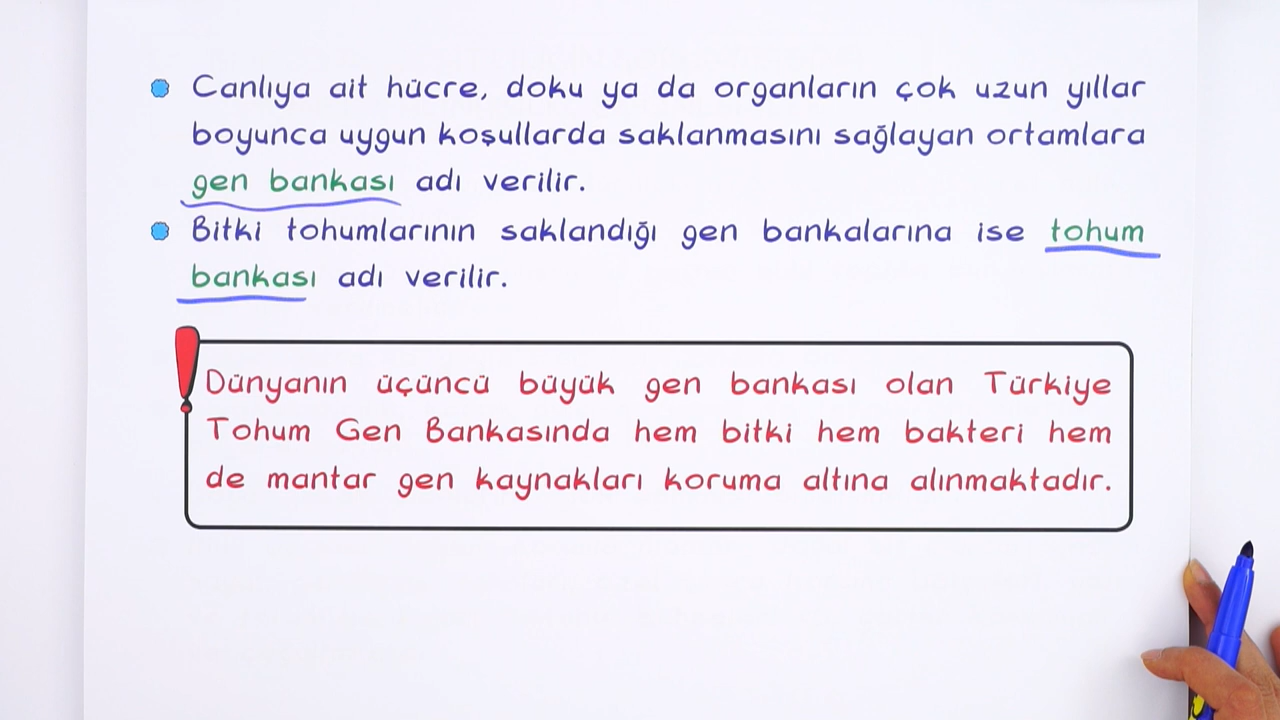 Canlıya ait hücre, doku ya da organların çok uzun yıllar
boyunca uygun koşullarda saklanmasını sağlayan ortamlara
gen bankası adı verilir.
Bitki tohumlarının saklandığı gen bankalarına ise tohum
bankası adı verilir.
Dünyanın üçüncü büyük gen bankası olan Türkiye
Tohum Gen Bankasında hem bitki hem bakteri hem
de mantar gen kaynakları koruma altına alınmaktadır.